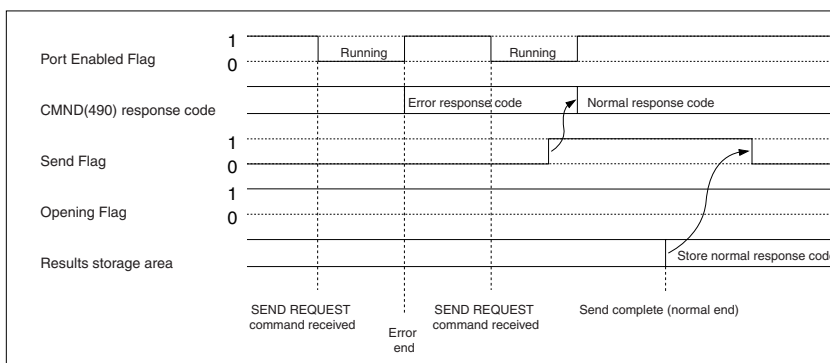 1
Port Enabled Flag
0
Running
Running
CMND(490) response code
Error response code
Normal response code
1
Send Flag
0
1
Opening Flag
0
Results storage area
Store normal response code
SEND REQUEST
command received
Error
end
SEND REQUEST
command received
Send complete (normal end)